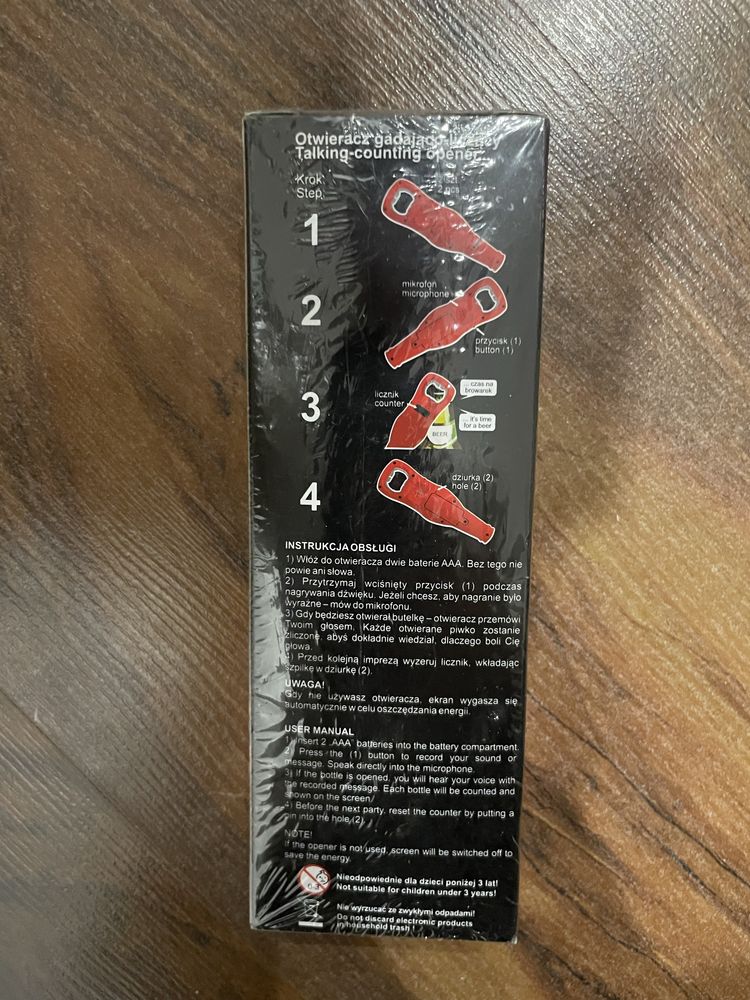 Otwieracz gadająco-liczący
Talking-counting opener
Krok
Step
2 szt.
2 pcs
1
2
mikrofon
microphone
przycisk (1)
button (1)
3
licznik
counter
... czas na
browarek
... it's time
for a beer
BEER
4
dziurka (2)
hole (2)
INSTRUKCJA OBSŁUGI
1) Włóż do otwieracza dwie baterie AAA. Bez tego nie
powie ani słowa.
2) Przytrzymaj wciśnięty przycisk (1) podczas
nagrywania dźwięku. Jeżeli chcesz, aby nagranie było
wyraźne – mów do mikrofonu.
3) Gdy będziesz otwierał butelkę – otwieracz przemówi
Twoim głosem. Każde otwierane piwko zostanie
zliczone, abyś dokładnie wiedział, dlaczego boli Cię
głowa.
4) Przed kolejną imprezą wyzeruj licznik, wkładając
szpilkę w dziurkę (2).
UWAGA!
Gdy nie używasz otwieracza, ekran wygasza się
automatycznie w celu oszczędzania energii.
USER MANUAL
1) Insert 2 „AAA" batteries into the battery compartment.
2) Press the (1) button to record your sound or
message. Speak directly into the microphone.
3) If the bottle is opened, you will hear your voice with
the recorded message. Each bottle will be counted and
shown on the screen.
4) Before the next party, reset the counter by putting a
pin into the hole (2).
NOTE!
If the opener is not used, screen will be switched off to
save the energy.
0-3
Nieodpowiednie dla dzieci poniżej 3 lat!
Not suitable for children under 3 years!
Nie wyrzucać ze zwykłymi odpadami!
Do not discard electronic products
in household trash !